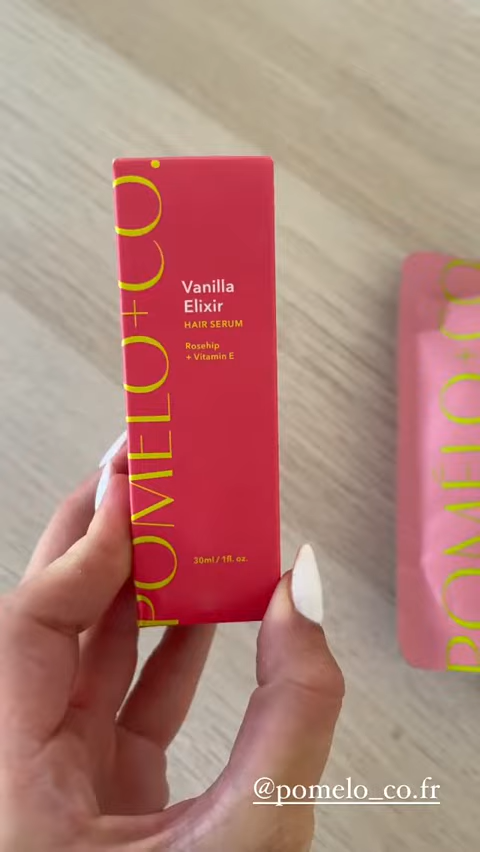 POMELO+CO.
Vanilla
Elixir
HAIR SERUM
Rosehip
+ Vitamin E
30ml / 1fl. oz.
POMELO+CO
@pomelo_co.fr